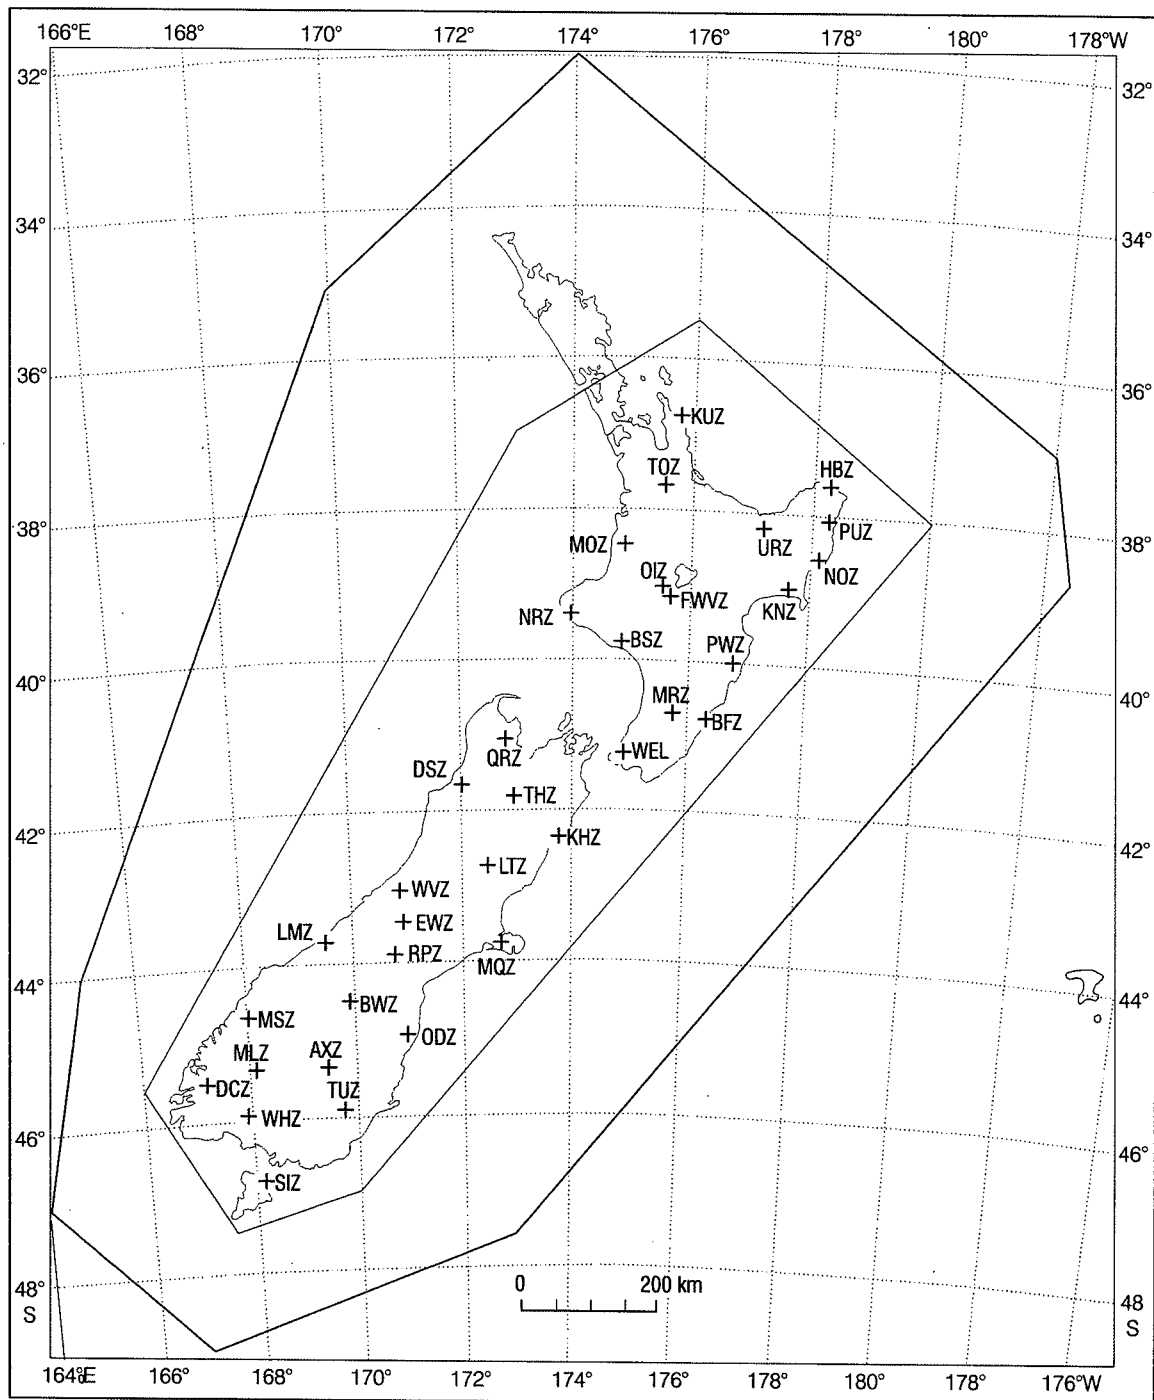 166°E 168° 170° 172° 174° 176° 178° 180° 178°W
32° 32°
34° 34°
36° 36°
KUZ
TOZ HBZ
38° URZ PUZ 38°
MOZ
OIZ NOZ
FWVZ KNZ
NRZ
BSZ PWZ
40° MRZ 40°
BFZ
QRZ WEL
DSZ
THZ
42° KHZ 42°
LTZ
WVZ
LMZ EWZ
RPZ MQZ
44° BWZ 44°
MSZ
ODZ
MLZ AXZ
DCZ TUZ
WHZ
46° 46°
SIZ
0 200 km
48° 48
S S
164°E 166° 168° 170° 172° 174° 176° 178° 180° 178° 176°W